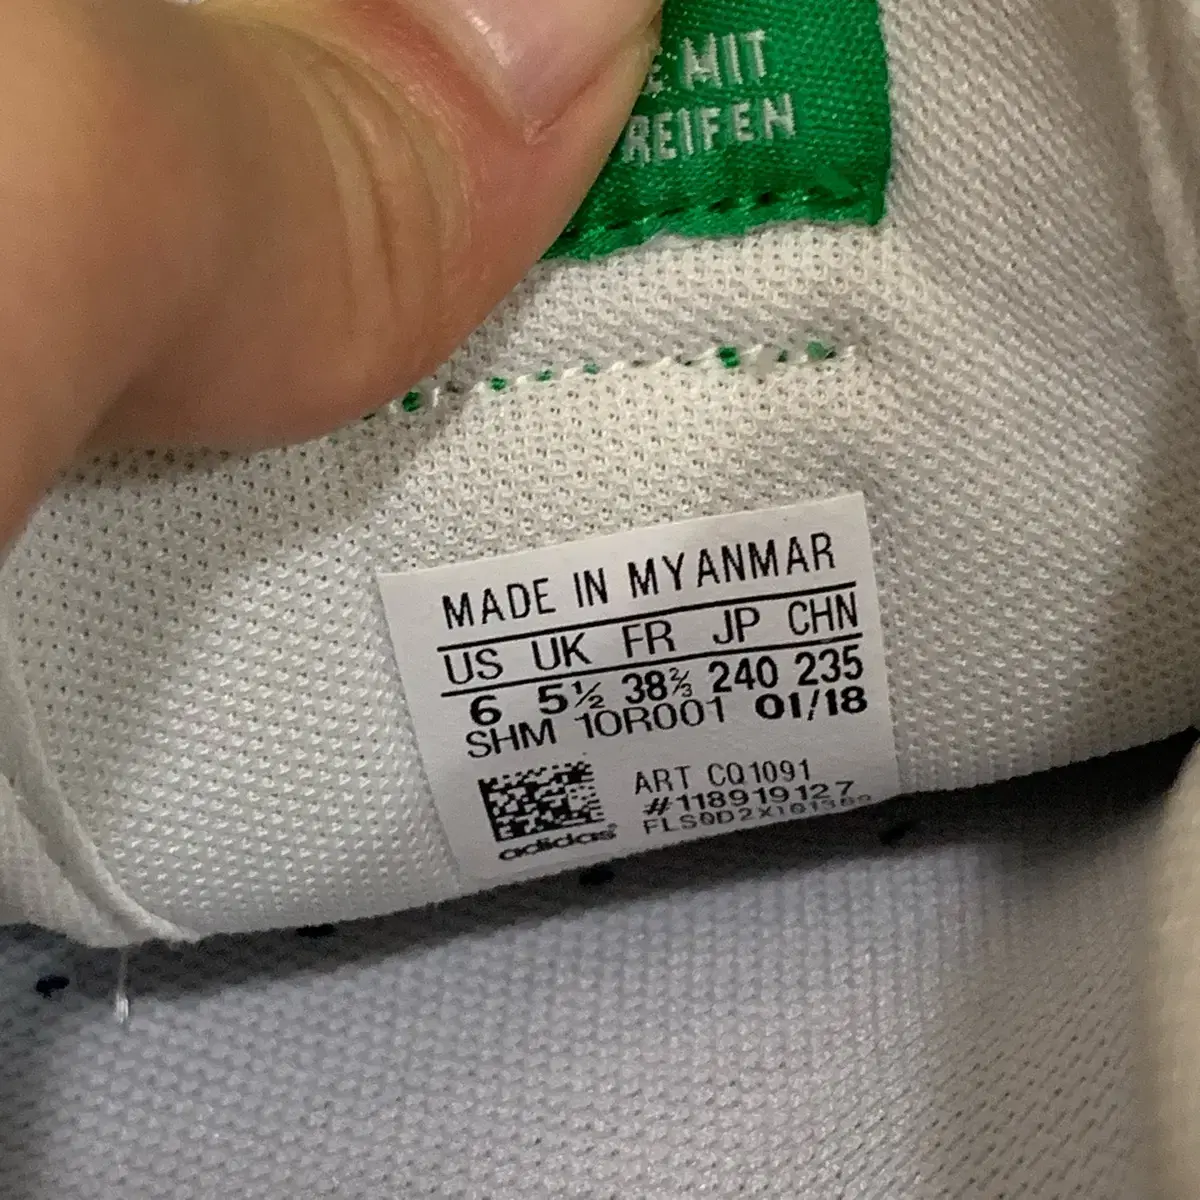 E MIT
REIFEN
MADE IN MYANMAR
US UK FR JP CHN
6 5½ 38⅔ 240 235
SHM 10R001 01/18
ART CQ1091
#118919127
adidas